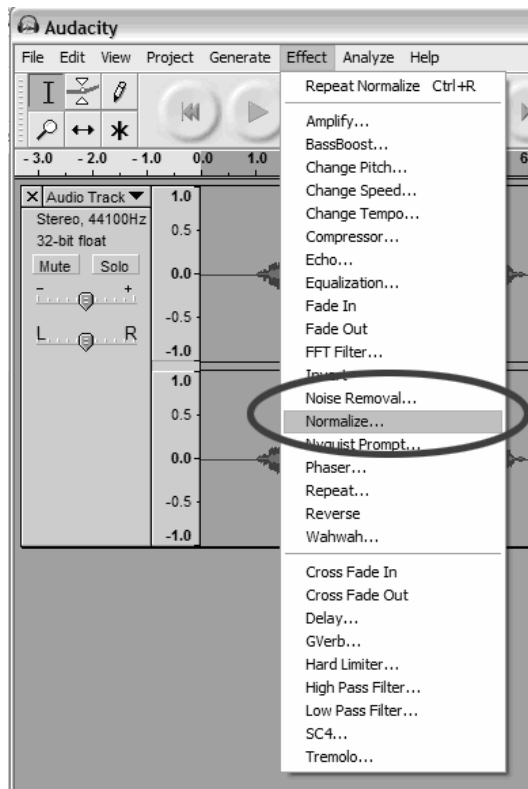 Audacity
File Edit View Project Generate Effect Analyze Help
Repeat Normalize Ctrl+R
Amplify...
BassBoost...
Change Pitch...
Change Speed...
Change Tempo...
Compressor...
Echo...
Equalization...
Fade In
Fade Out
FFT Filter...
Invert
Noise Removal...
Normalize...
Nyquist Prompt...
Phaser...
Repeat...
Reverse
Wahwah...
Cross Fade In
Cross Fade Out
Delay...
GVerb...
Hard Limiter...
High Pass Filter...
Low Pass Filter...
SC4...
Tremolo...
- 3.0 - 2.0 - 1.0 0.0 1.0 6
X Audio Track
Stereo, 44100Hz
32-bit float
Mute Solo
- +
L R
1.0
0.5
0.0
-0.5
-1.0
1.0
0.5
0.0
-0.5
-1.0